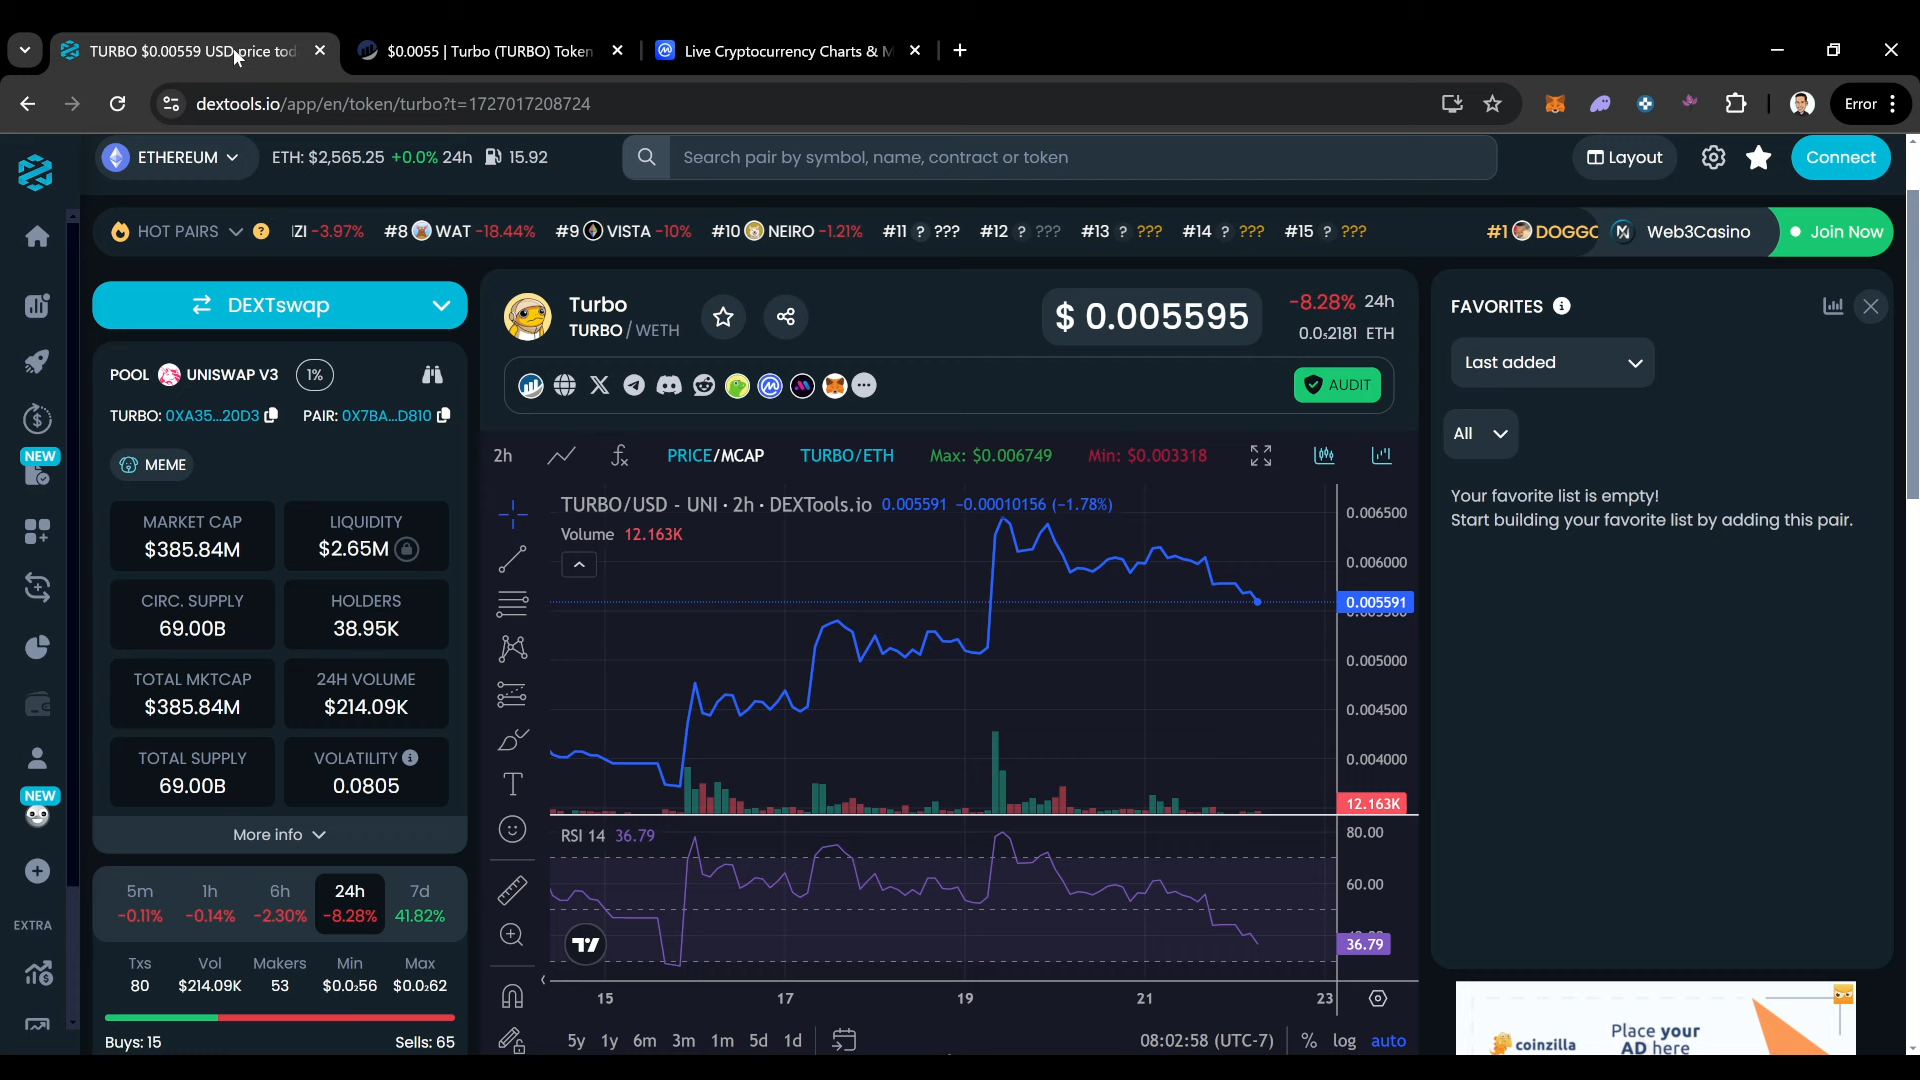 TURBO $0.00559 USD price tod
$0.0055 | Turbo (TURBO) Token
Live Cryptocurrency Charts & M
dextools.io/app/en/token/turbo?t=1727017208724
Error
ETHEREUM
ETH: $2,565.25 +0.0% 24h 15.92
Search pair by symbol, name, contract or token
Layout
Connect
HOT PAIRS ?
IZI -3.97%
#8 WAT -18.44%
#9 VISTA -10%
#10 NEIRO -1.21%
#11 ? ???
#12 ? ???
#13 ? ???
#14 ? ???
#15 ? ???
#1 DOGGO
Web3Casino
Join Now
DEXTswap
POOL UNISWAP V3 1%
TURBO: 0XA35...20D3 PAIR: 0X7BA...D810
MEME
MARKET CAP
$385.84M
LIQUIDITY
$2.65M
CIRC. SUPPLY
69.00B
HOLDERS
38.95K
TOTAL MKTCAP
$385.84M
24H VOLUME
$214.09K
TOTAL SUPPLY
69.00B
VOLATILITY
0.0805
More info
5m 1h 6h 24h 7d
-0.11% -0.14% -2.30% -8.28% 41.82%
Txs Vol Makers Min Max
80 $214.09K 53 $0.0₂56 $0.0₂62
Buys: 15 Sells: 65
NEW
NEW
EXTRA
Turbo
TURBO / WETH
$ 0.005595
-8.28% 24h
0.0₅2181 ETH
AUDIT
2h
PRICE/MCAP
TURBO/ETH
Max: $0.006749
Min: $0.003318
TURBO/USD - UNI · 2h · DEXTools.io 0.005591 −0.00010156 (−1.78%)
Volume 12.163K
0.006500
0.006000
0.005591
0.005000
0.004500
0.004000
12.163K
RSI 14 36.79
80.00
60.00
36.79
15 17 19 21 23
5y 1y 6m 3m 1m 5d 1d
08:02:58 (UTC-7) % log auto
FAVORITES
Last added
All
Your favorite list is empty!
Start building your favorite list by adding this pair.
coinzilla
Place your
AD here